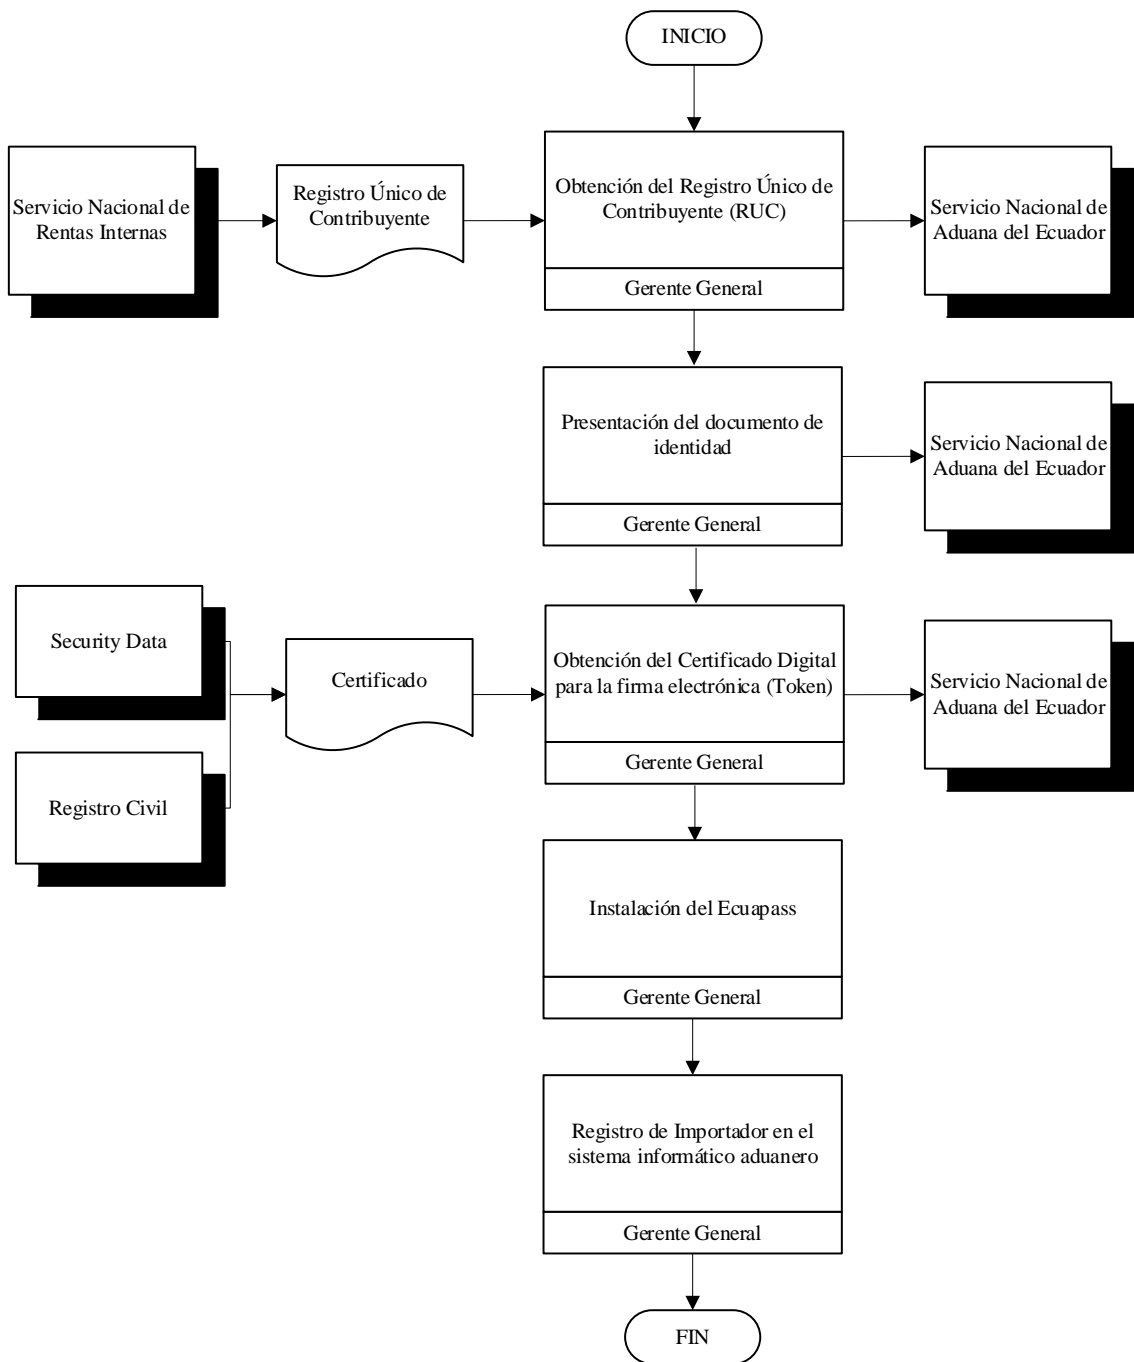 INICIO
Servicio Nacional de
Rentas Internas
Registro Único de
Contribuyente
Obtención del Registro Único de
Contribuyente (RUC)
Gerente General
Servicio Nacional de
Aduana del Ecuador
Presentación del documento de
identidad
Gerente General
Servicio Nacional de
Aduana del Ecuador
Security Data
Registro Civil
Certificado
Obtención del Certificado Digital
para la firma electrónica (Token)
Gerente General
Servicio Nacional de
Aduana del Ecuador
Instalación del Ecuapass
Gerente General
Registro de Importador en el
sistema informático aduanero
Gerente General
FIN